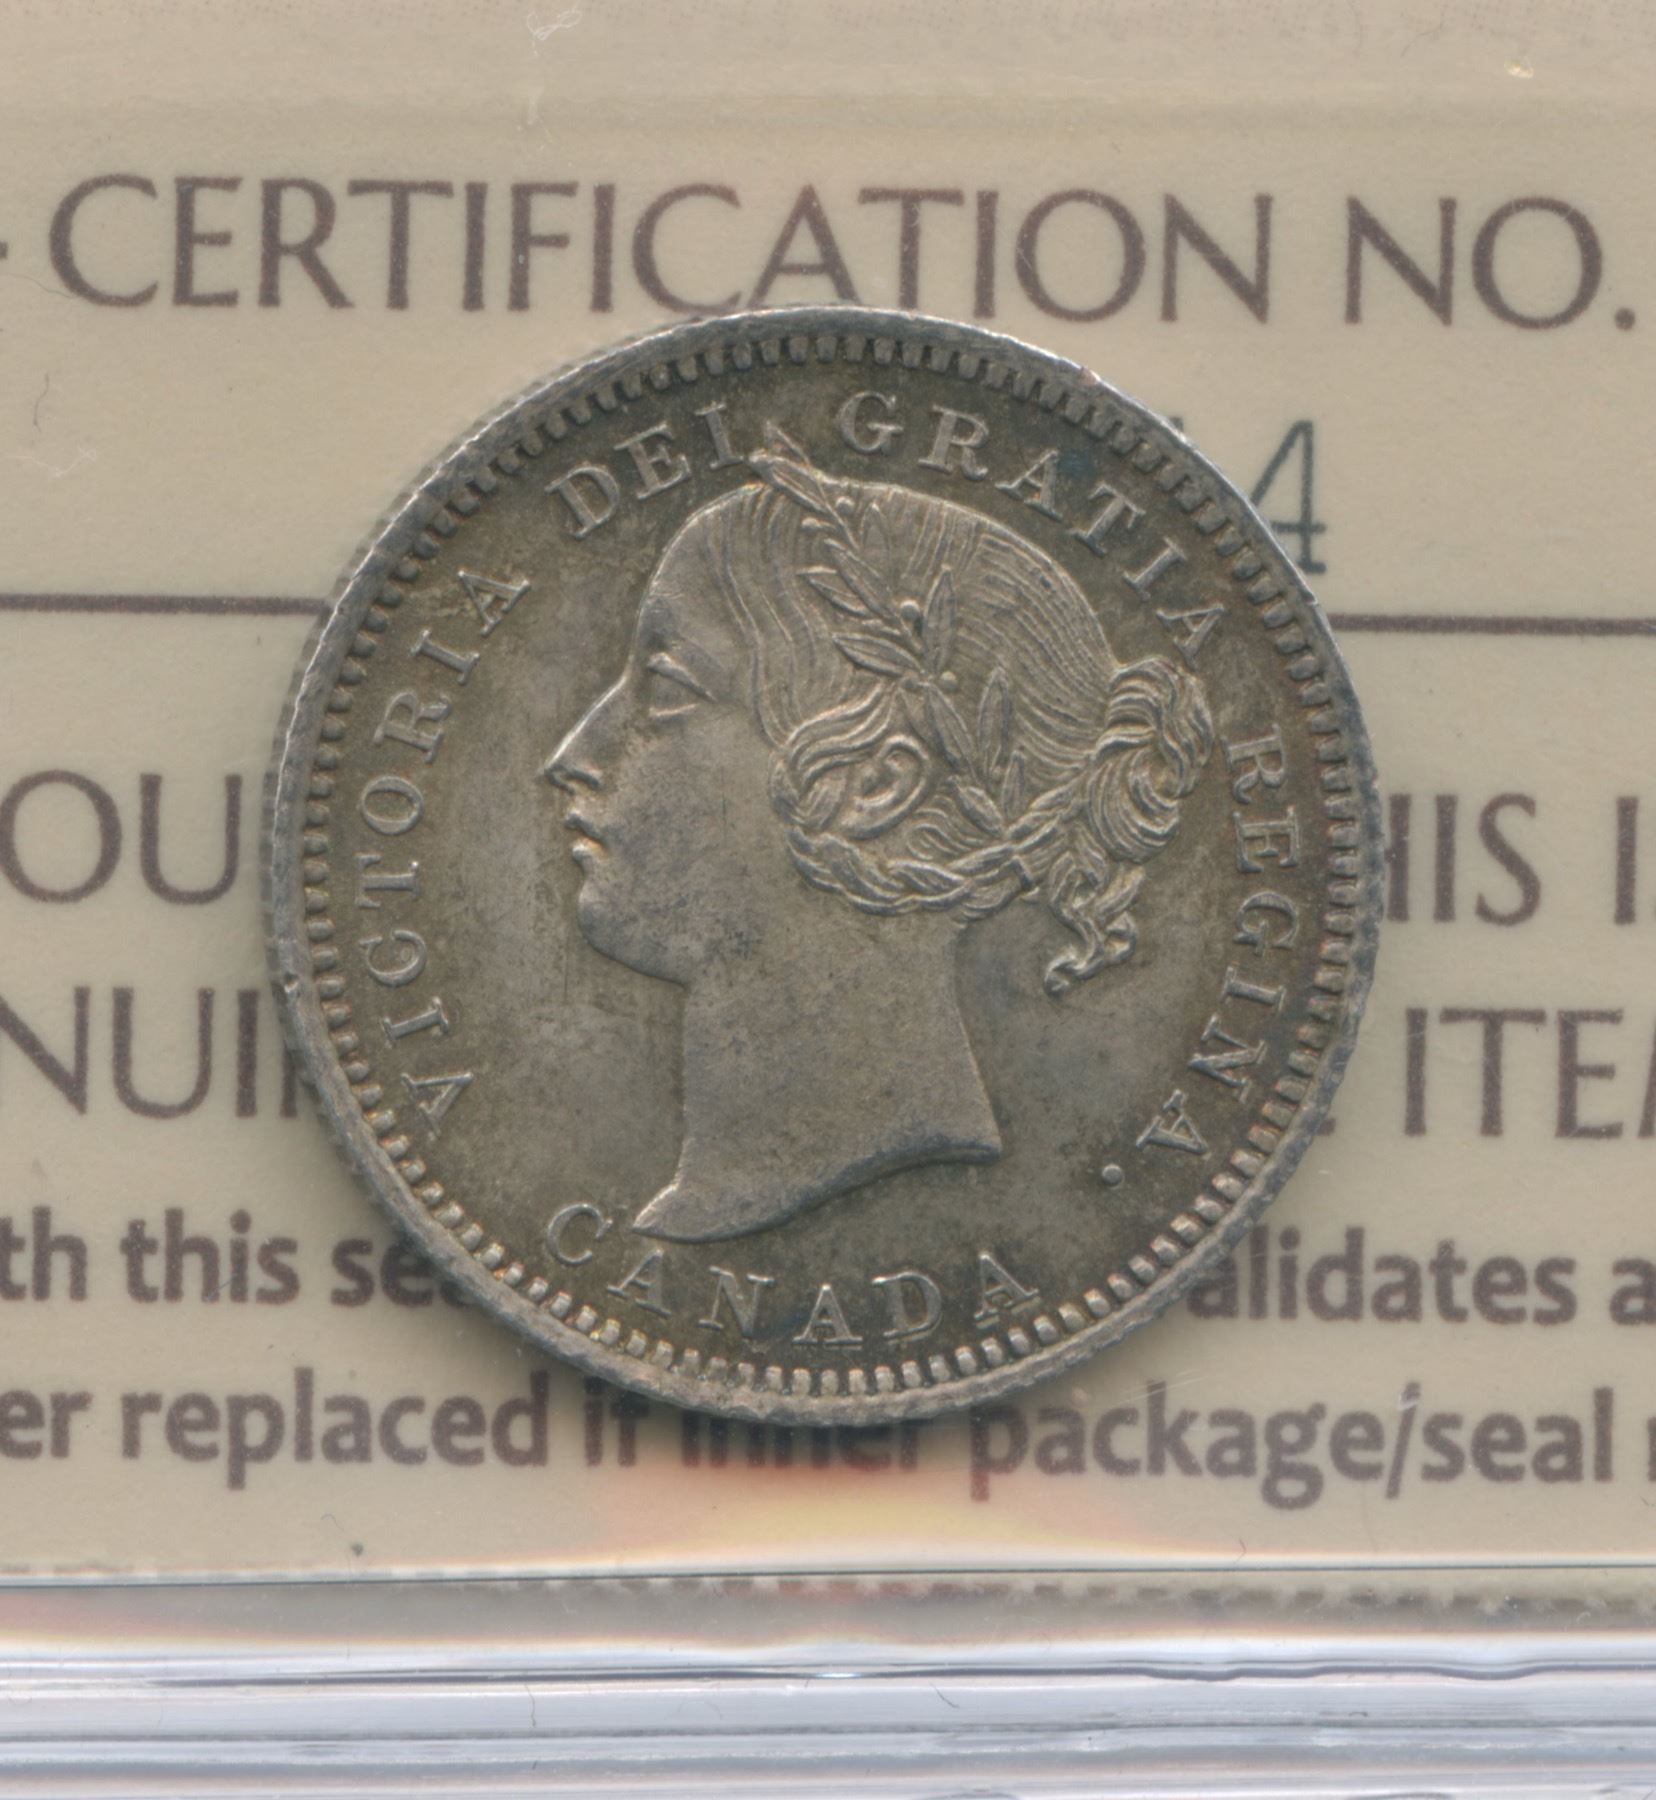 CERTIFICATION NO.
4
VICTORIA DEI GRATIA REGINA.
CANADA
OU HIS I
NUI ITE
th this se alidates a
er replaced if inner package/seal